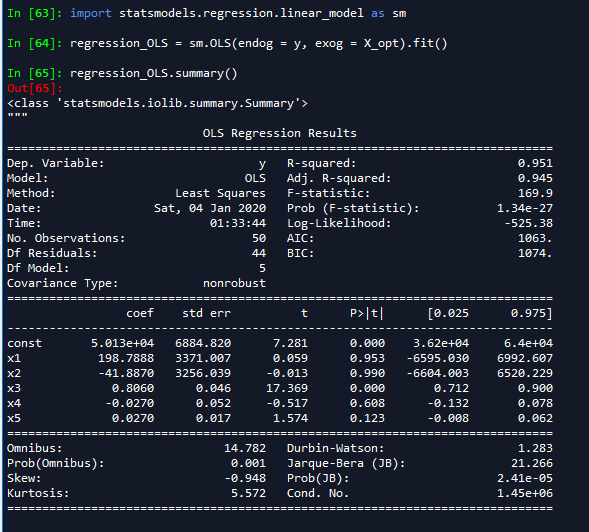 In [63]: import statsmodels.regression.linear_model as sm
In [64]: regression_OLS = sm.OLS(endog = y, exog = X_opt).fit()
In [65]: regression_OLS.summary()
Out[65]:
<class 'statsmodels.iolib.summary.Summary'>
"""
                            OLS Regression Results
==============================================================================
Dep. Variable:                      y   R-squared:                       0.951
Model:                            OLS   Adj. R-squared:                  0.945
Method:                 Least Squares   F-statistic:                     169.9
Date:                Sat, 04 Jan 2020   Prob (F-statistic):           1.34e-27
Time:                        01:33:44   Log-Likelihood:                -525.38
No. Observations:                  50   AIC:                             1063.
Df Residuals:                      44   BIC:                             1074.
Df Model:                           5
Covariance Type:            nonrobust
==============================================================================
                 coef    std err          t      P>|t|      [0.025      0.975]
------------------------------------------------------------------------------
const       5.013e+04   6884.820      7.281      0.000    3.62e+04     6.4e+04
x1           198.7888   3371.007      0.059      0.953   -6595.030    6992.607
x2           -41.8870   3256.039     -0.013      0.990   -6604.003    6520.229
x3             0.8060      0.046     17.369      0.000       0.712       0.900
x4            -0.0270      0.052     -0.517      0.608      -0.132       0.078
x5             0.0270      0.017      1.574      0.123      -0.008       0.062
==============================================================================
Omnibus:                       14.782   Durbin-Watson:                   1.283
Prob(Omnibus):                  0.001   Jarque-Bera (JB):               21.266
Skew:                          -0.948   Prob(JB):                     2.41e-05
Kurtosis:                       5.572   Cond. No.                     1.45e+06
==============================================================================